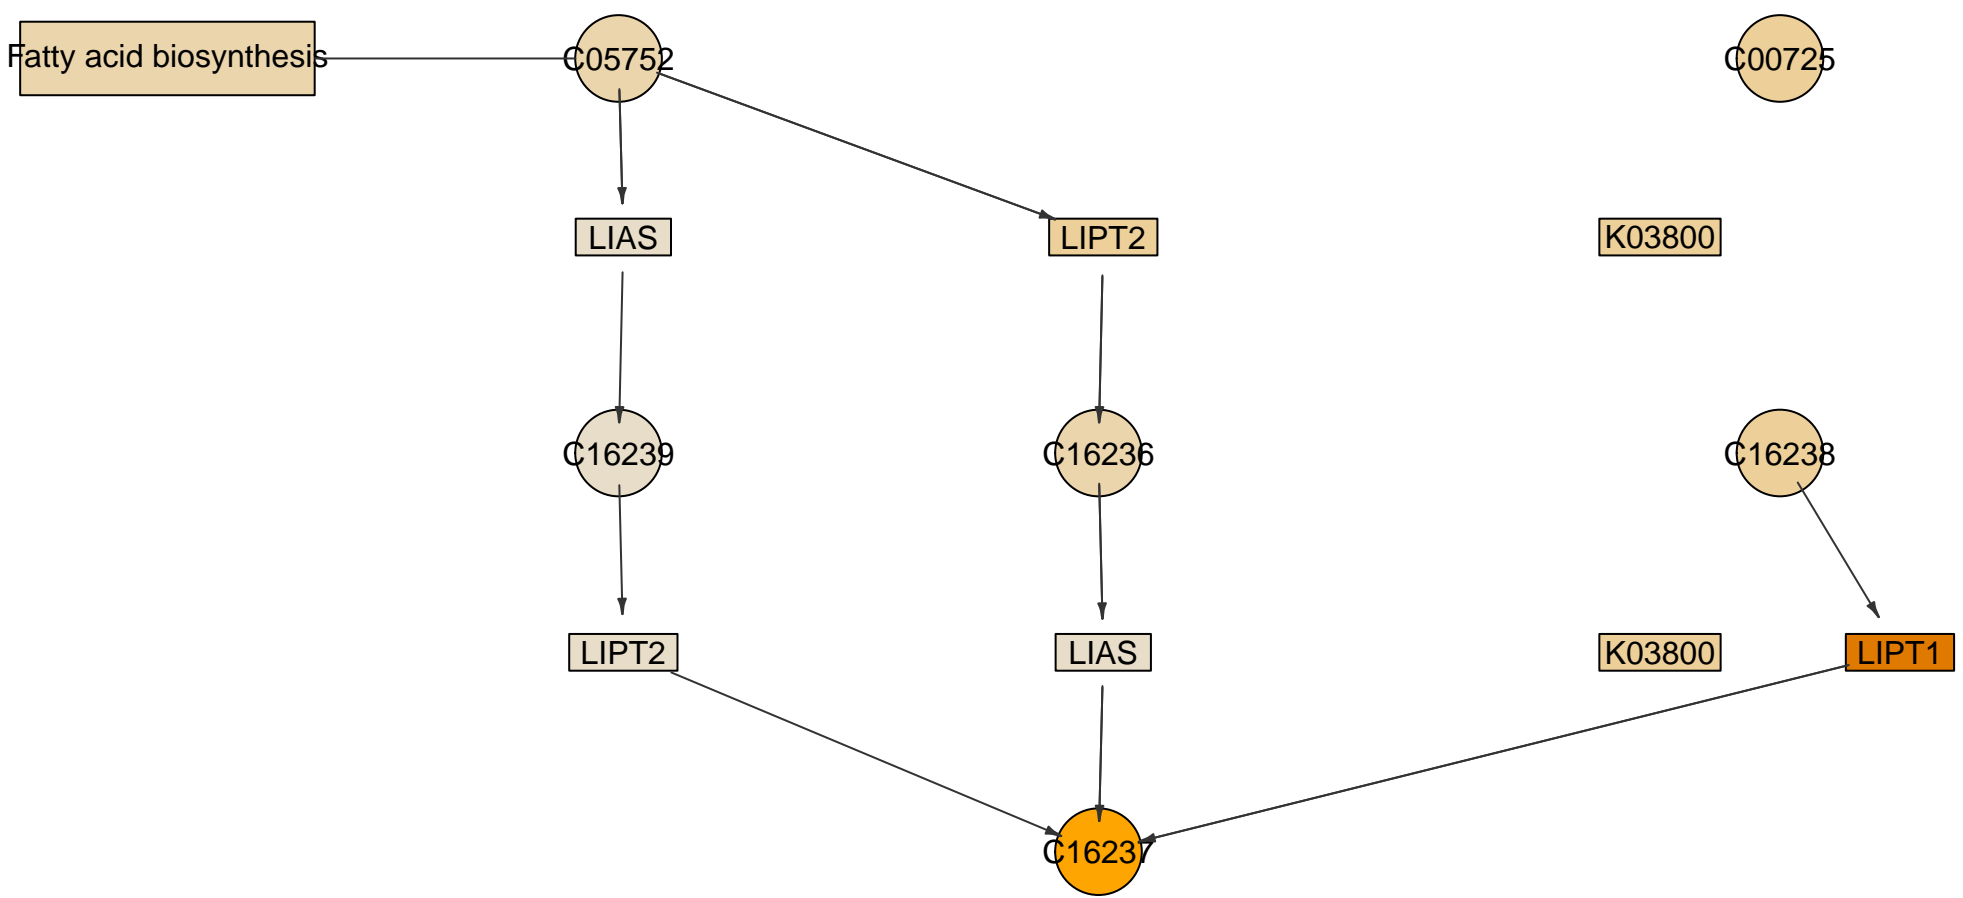 Fatty acid biosynthesis
C05752
C00725
LIAS
LIPT2
K03800
C16239
C16236
C16238
LIPT2
LIAS
K03800
LIPT1
C16237